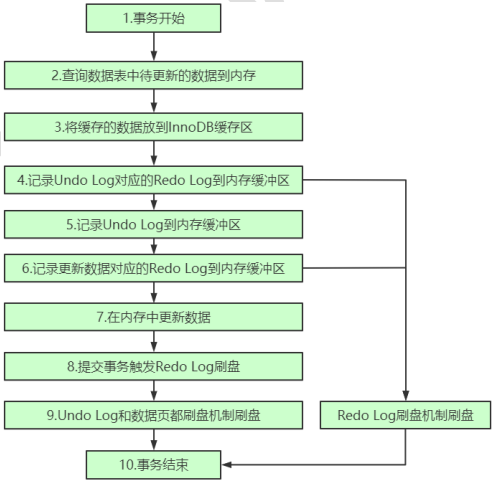 1.事务开始
2.查询数据表中待更新的数据到内存
3.将缓存的数据放到InnoDB缓存区
4.记录Undo Log对应的Redo Log到内存缓冲区
5.记录Undo Log到内存缓冲区
6.记录更新数据对应的Redo Log到内存缓冲区
7.在内存中更新数据
8.提交事务触发Redo Log刷盘
9.Undo Log和数据页都刷盘机制刷盘
Redo Log刷盘机制刷盘
10.事务结束